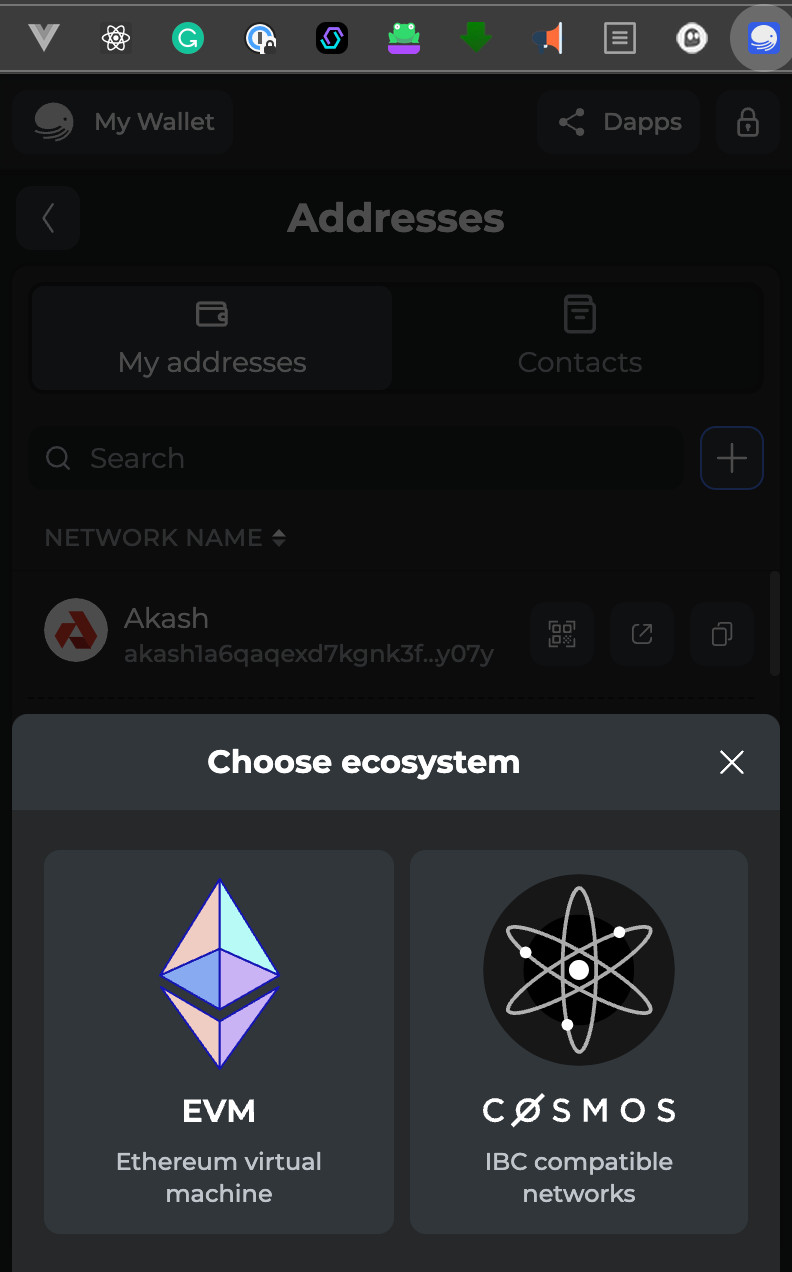 My Wallet
Dapps
Addresses
My addresses
Contacts
Search
NETWORK NAME
Akash
akash1a6qaqexd7kgnk3f...y07y
Choose ecosystem
EVM
Ethereum virtual
machine
CØSMOS
IBC compatible
networks